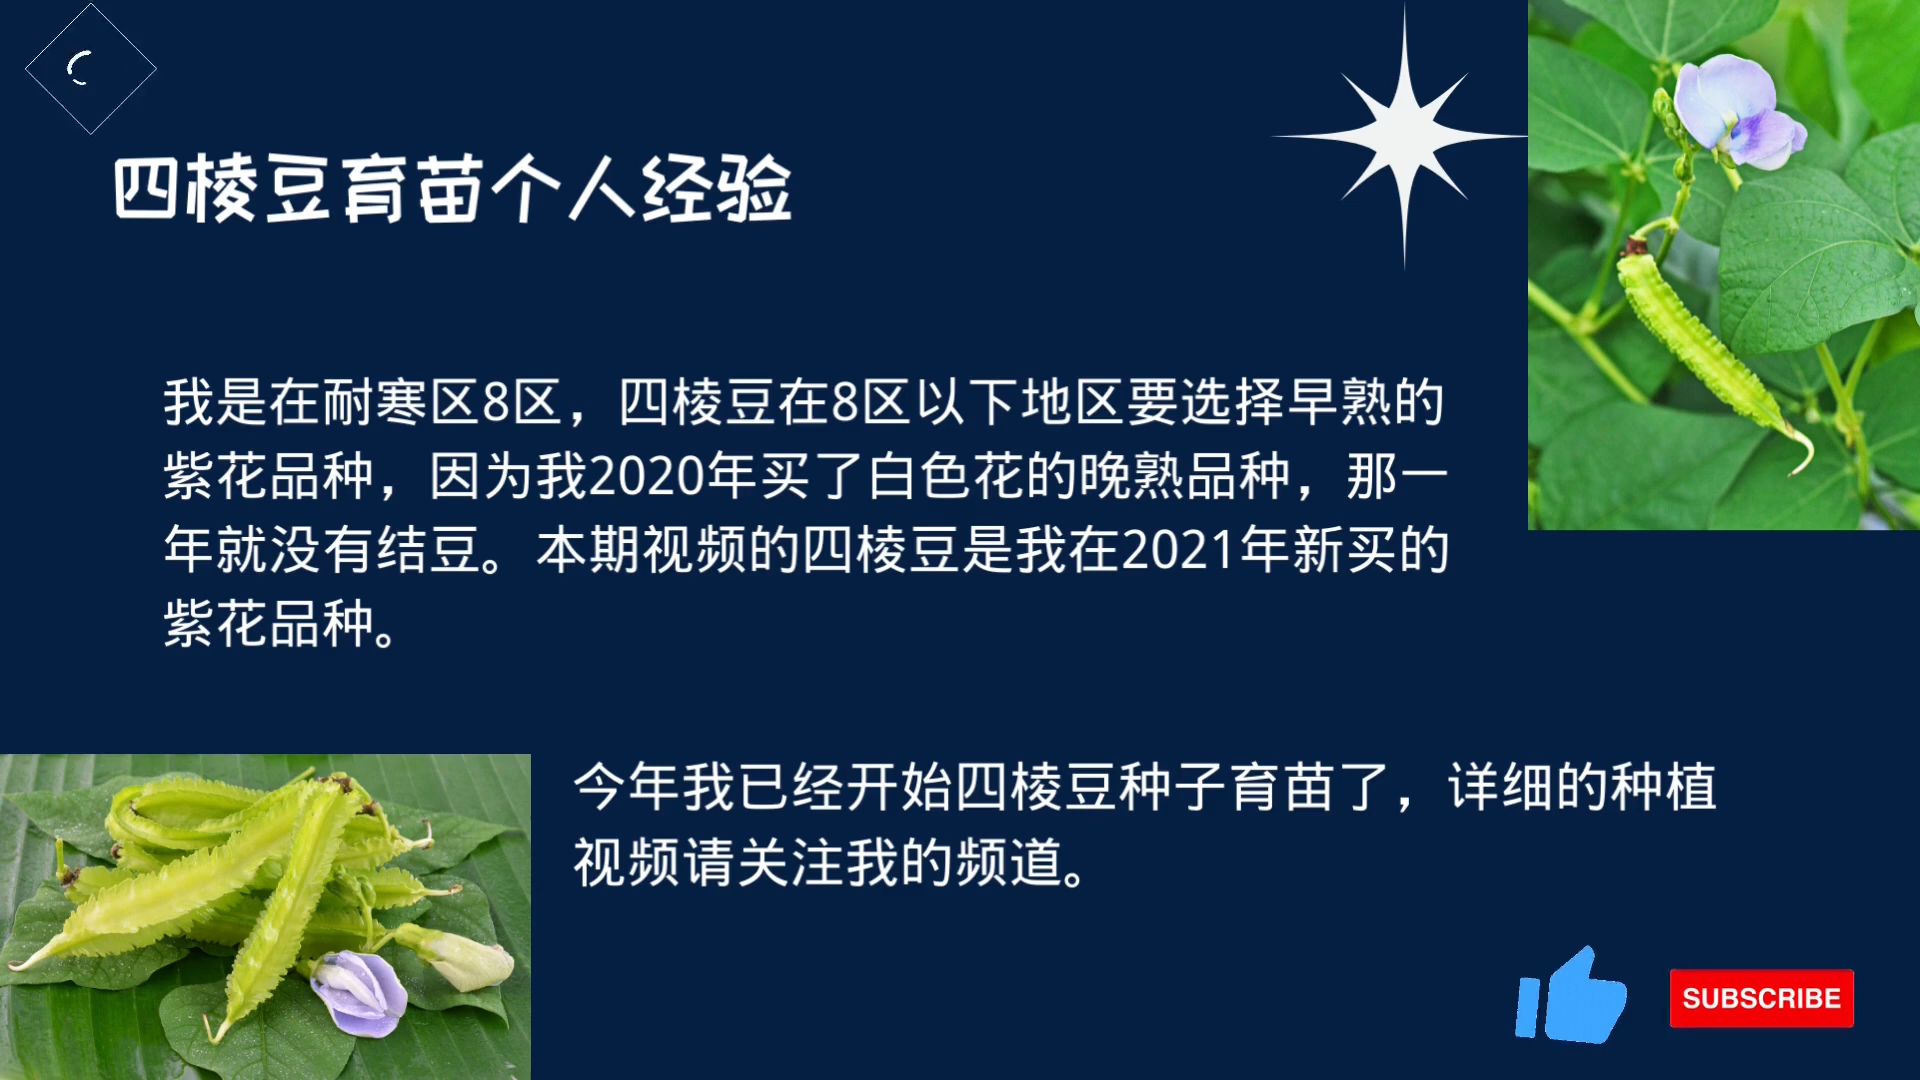 四棱豆育苗个人经验
我是在耐寒区8区，四棱豆在8区以下地区要选择早熟的
紫花品种，因为我2020年买了白色花的晚熟品种，那一
年就没有结豆。本期视频的四棱豆是我在2021年新买的
紫花品种。
今年我已经开始四棱豆种子育苗了，详细的种植
视频请关注我的频道。
SUBSCRIBE